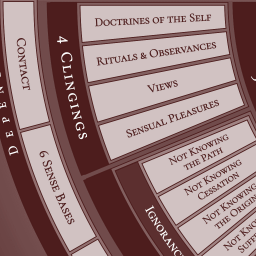 Doctrines of the Self
Rituals & Observances
Views
Sensual Pleasures
4 Clingings
Contact
6 Sense Bases
Not Knowing
the Path
Not Knowing
Cessation
Not Knowing
the Origin